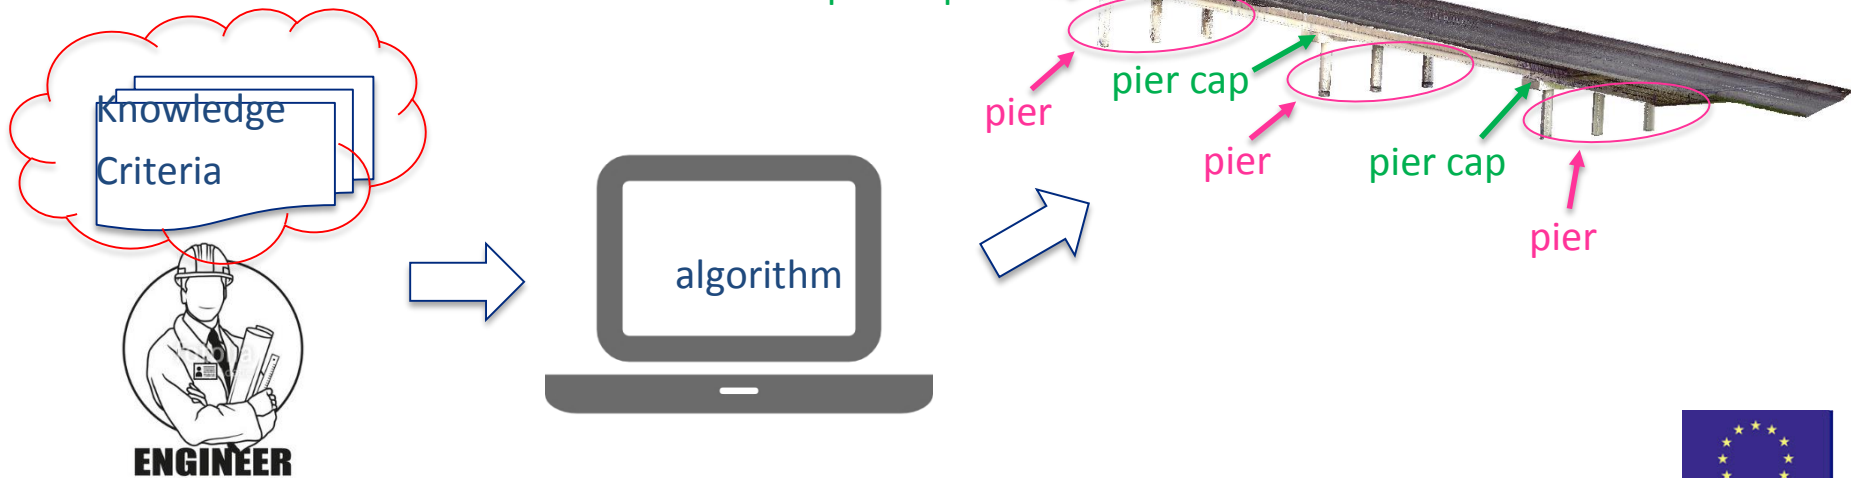 Knowledge
Criteria
ENGINEER
algorithm
pier
pier cap
pier
pier cap
pier